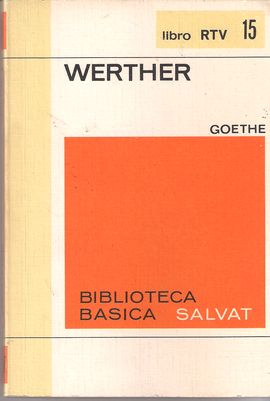 libro RTV 15
WERTHER
GOETHE
BIBLIOTECA
BASICA SALVAT